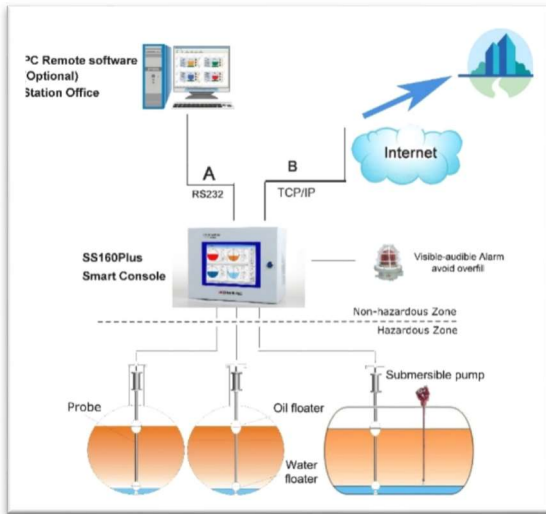 PC Remote software
(Optional)
Station Office
A
RS232
B
TCP/IP
Internet
SS160Plus
Smart Console
Visible-audible Alarm
avoid overfill
Non-hazardous Zone
Hazardous Zone
Submersible pump
Probe
Oil floater
Water
floater